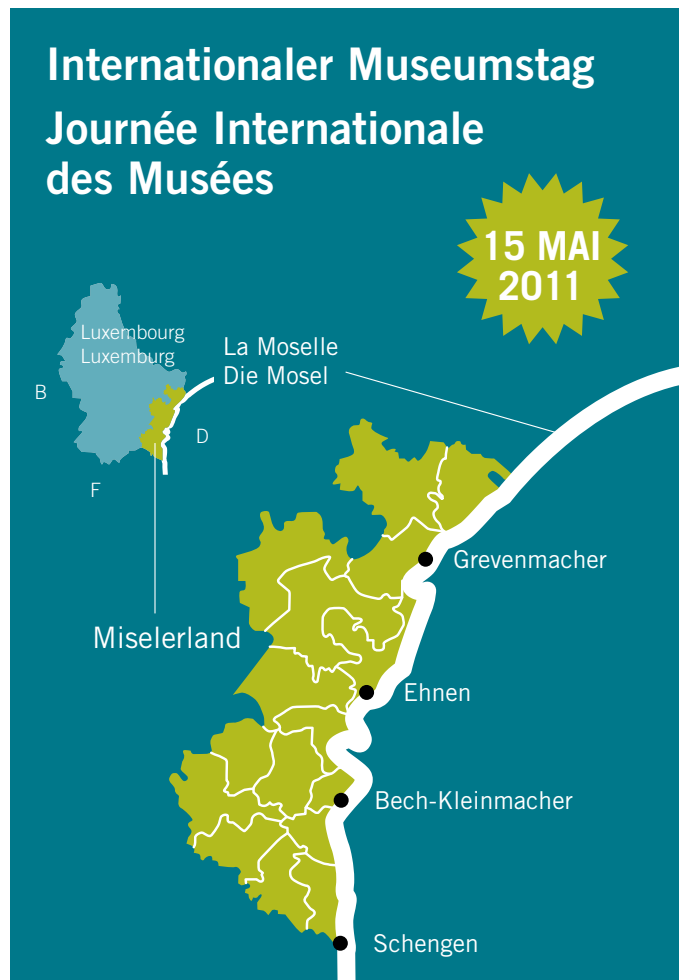 Internationaler Museumstag
Journée Internationale
des Musées
15 MAI
2011
Luxembourg
Luxemburg
La Moselle
Die Mosel
B
D
F
Grevenmacher
Miselerland
Ehnen
Bech-Kleinmacher
Schengen